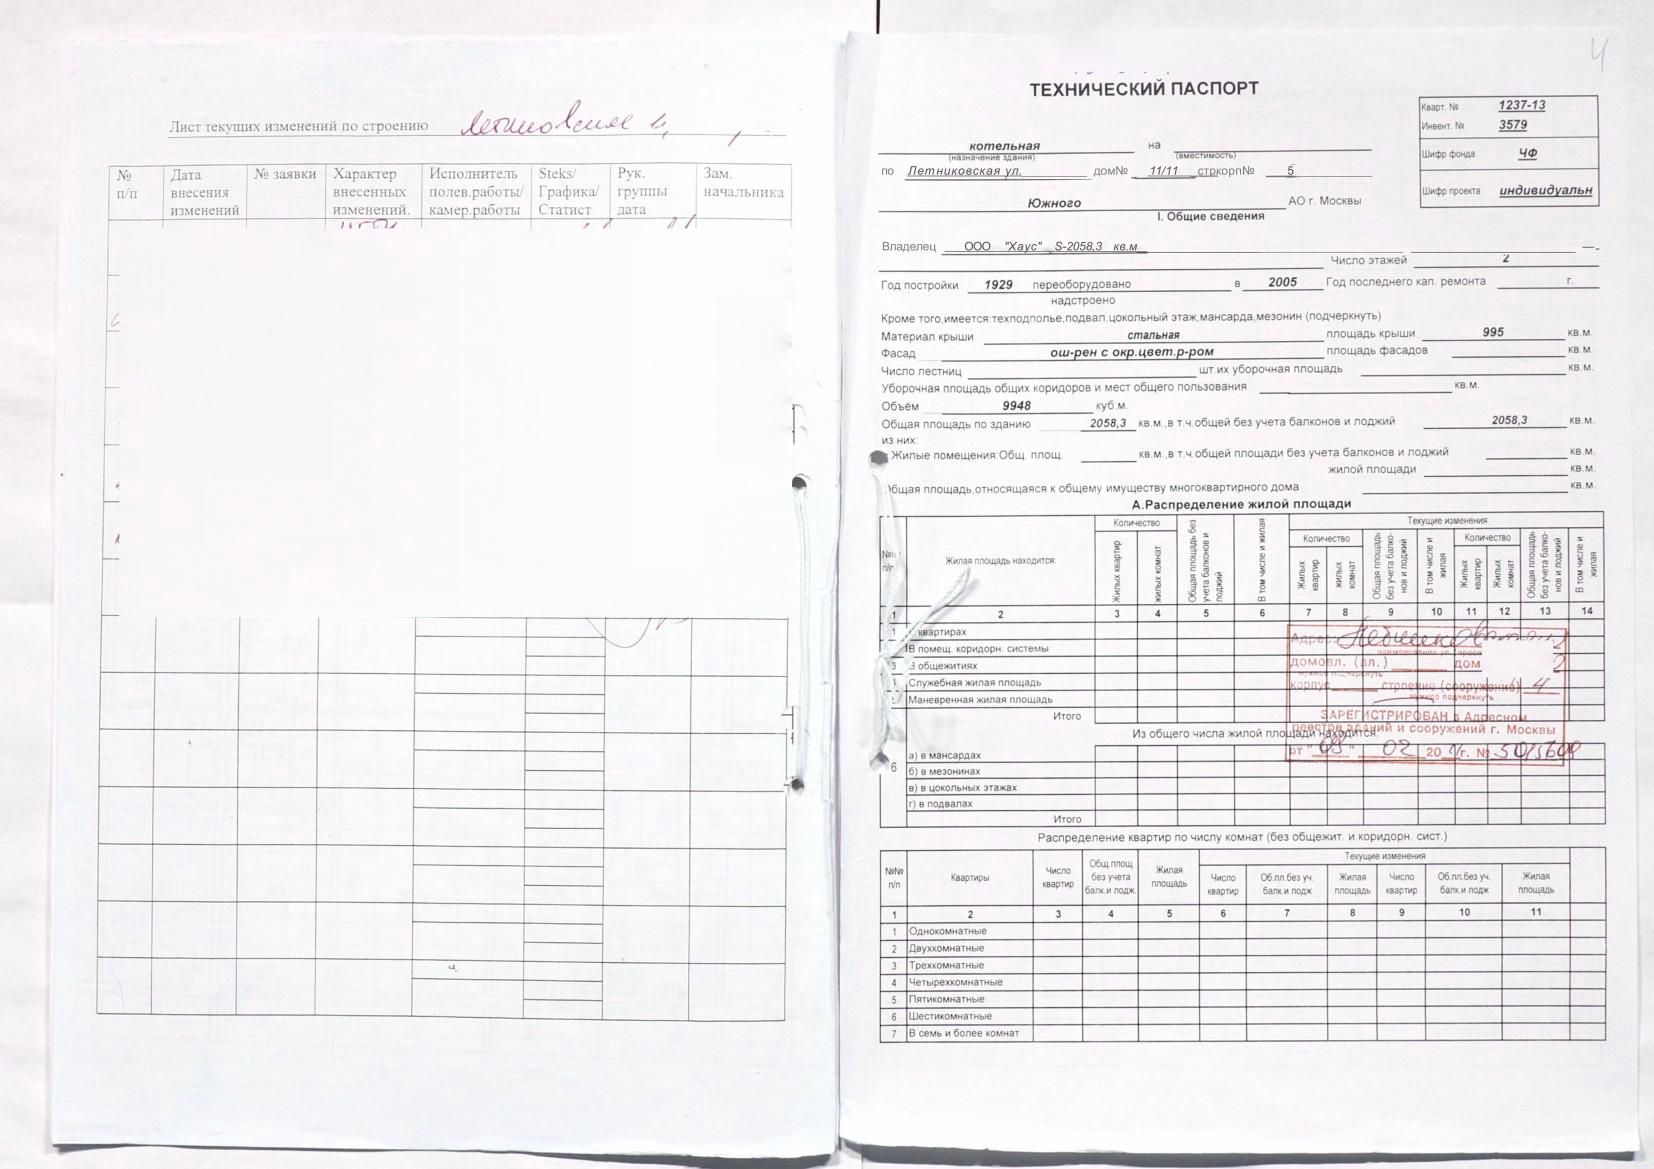 Лист текущих изменений по строению
№ п/п
Дата внесения изменений
№ заявки
Характер внесенных изменений.
Исполнитель полев.работы/ камер.работы
Steks/ Графика/ Статист
Рук. группы дата
Зам. начальника
4
ТЕХНИЧЕСКИЙ ПАСПОРТ
Кварт. № 1237-13
Инвент. № 3579
Шифр фонда ЧФ
Шифр проекта индивидуальн
котельная на
(назначение здания) (вместимость)
по Летниковская ул. дом№ 11/11 стркорп№ 5
Южного АО г. Москвы
I. Общие сведения
Владелец ООО "Хаус" S-2058,3 кв.м
Число этажей 2
Год постройки 1929 переоборудовано в 2005 Год последнего кап. ремонта г.
надстроено
Кроме того,имеется:техподполье,подвал,цокольный этаж,мансарда,мезонин (подчеркнуть)
Материал крыши стальная площадь крыши 995 кв.м.
Фасад ош-рен с окр.цвет.р-ром площадь фасадов кв.м.
Число лестниц шт.их уборочная площадь кв.м.
Уборочная площадь общих коридоров и мест общего пользования кв.м.
Объём 9948 куб.м.
Общая площадь по зданию 2058,3 кв.м.,в т.ч.общей без учета балконов и лоджий 2058,3 кв.м.
из них:
Жилые помещения:Общ. площ. кв.м.,в т.ч.общей площади без учета балконов и лоджий кв.м.
жилой площади кв.м.
общая площадь,относящаяся к общему имуществу многоквартирного дома кв.м.
А.Распределение жилой площади
п/п
Жилая площадь находится:
Количество
Жилых квартир
жилых комнат
Общая площадь без учета балконов и лоджий
В том числе и жилая
Текущие изменения
Количество
Жилых квартир
жилых комнат
Общая площадь без учета балко- нов и лоджий
В том числе и жилая
Количество
Жилых квартир
Жилых комнат
Общая площадь без учета балко- нов и лоджий
В том числе и жилая
1 2 3 4 5 6 7 8 9 10 11 12 13 14
1 квартирах
В помещ. коридорн. системы
3 В общежитиях
Служебная жилая площадь
Маневренная жилая площадь
Итого
Адрес:
наименование ул. просп
домовл. (вл.) дом
нужное подчеркнуть
корпус строение (сооружение) 4
нужное подчеркнуть
ЗАРЕГИСТРИРОВАН в Адресном
реестре зданий и сооружений г. Москвы
от " " 02 20 г. №
Из общего числа жилой площади находится:
6
а) в мансардах
б) в мезонинах
в) в цокольных этажах
г) в подвалах
Итого
Распределение квартир по числу комнат (без общежит. и коридорн. сист.)
№№ п/п
Квартиры
Число квартир
Общ.площ без учета балк.и лодж.
Жилая площадь
Текущие изменения
Число квартир
Об.пл.без уч. балк.и лодж
Жилая площадь
Число квартир
Об.пл.без уч. балк.и лодж
Жилая площадь
1 2 3 4 5 6 7 8 9 10 11
1 Однокомнатные
2 Двухкомнатные
3 Трехкомнатные
4 Четырехкомнатные
5 Пятикомнатные
6 Шестикомнатные
7 В семь и более комнат